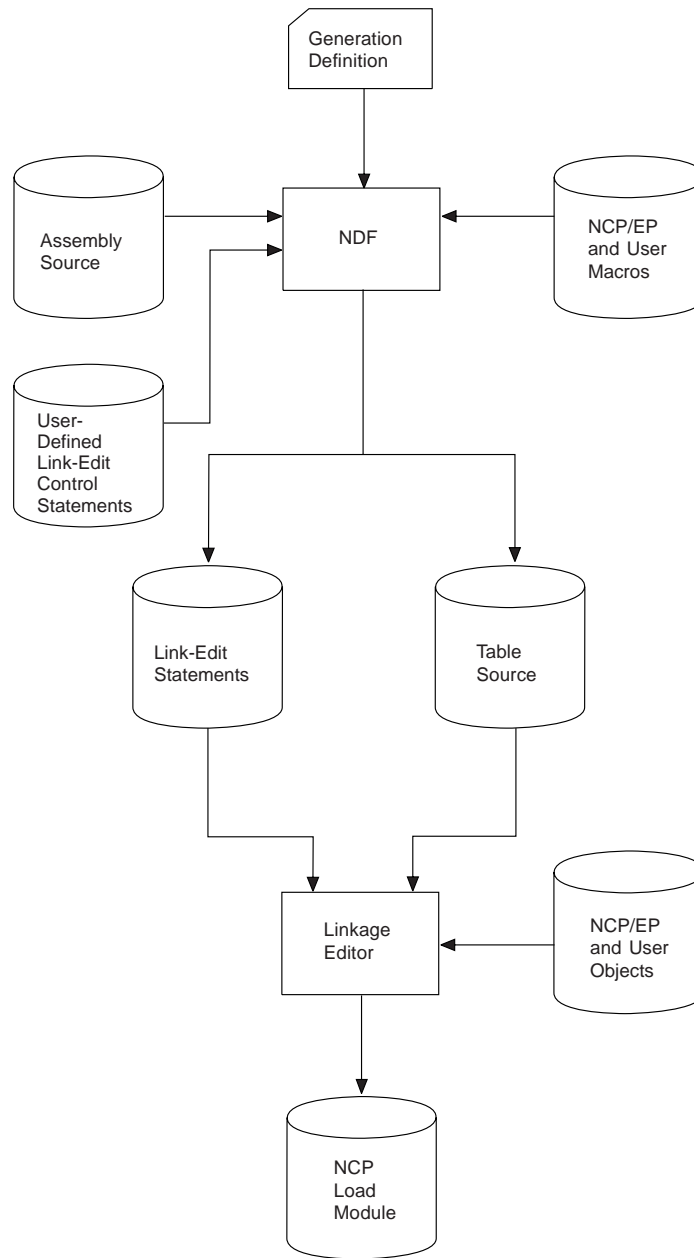 Generation
Definition
Assembly
Source
NDF
NCP/EP
and User
Macros
User-
Defined
Link-Edit
Control
Statements
Link-Edit
Statements
Table
Source
Linkage
Editor
NCP/EP
and User
Objects
NCP
Load
Module